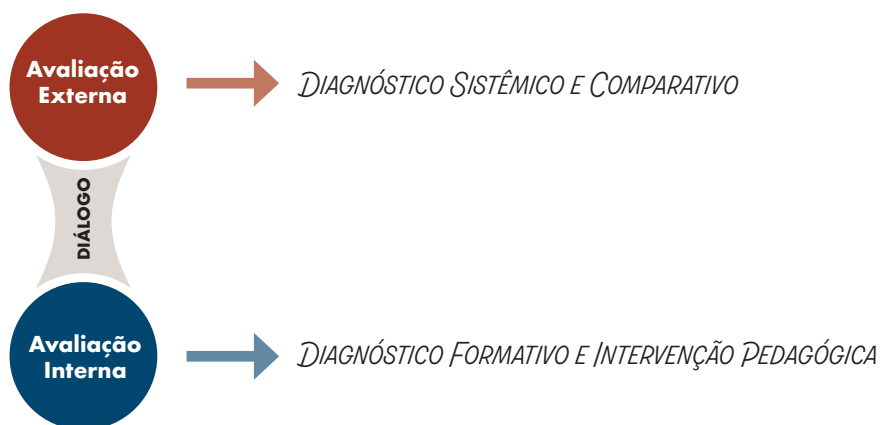 Avaliação
Externa
DIAGNÓSTICO SISTÊMICO E COMPARATIVO
DIÁLOGO
Avaliação
Interna
DIAGNÓSTICO FORMATIVO E INTERVENÇÃO PEDAGÓGICA